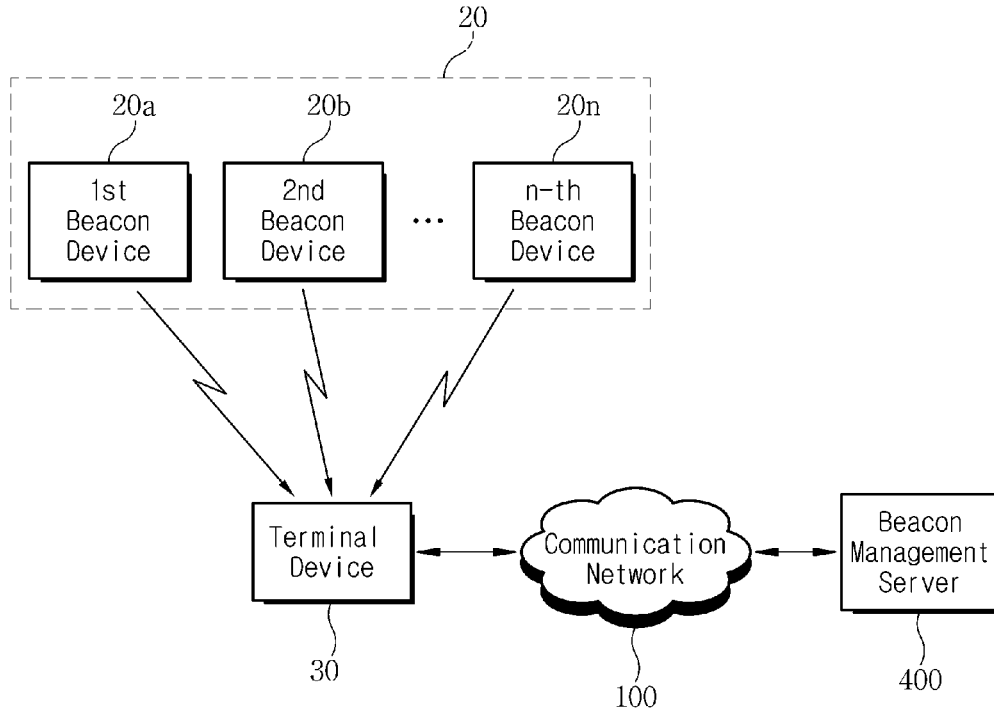 20
20a
20b
20n
1st
Beacon
Device
2nd
Beacon
Device
...
n-th
Beacon
Device
Terminal
Device
Communication
Network
Beacon
Management
Server
30
100
400